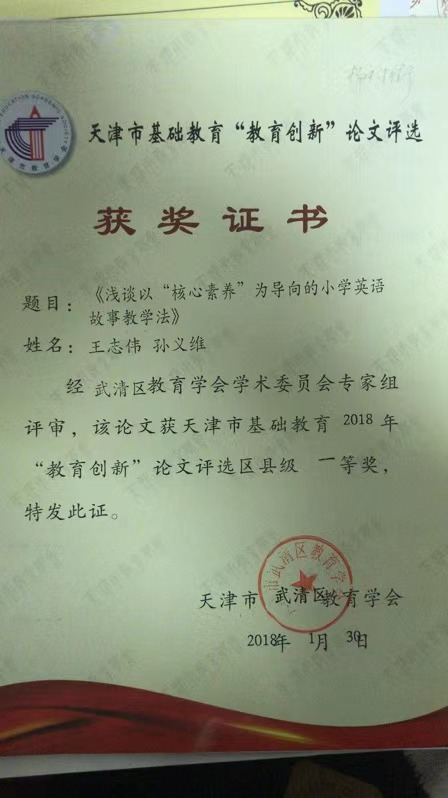 天津市基础教育“教育创新”论文评选
获奖证书
题目：《浅谈以“核心素养”为导向的小学英语
故事教学法》
姓名：王志伟 孙义维
经 武清区教育学会学术委员会专家组
评审，该论文获天津市基础教育 2018 年
“教育创新”论文评选区县级 一等奖，
特发此证。
天津市 武清区 教育学会
2018年 1月 30日